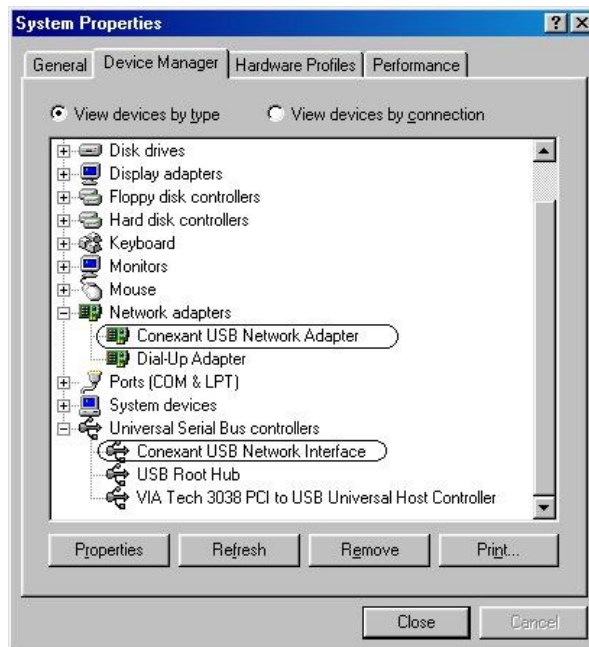 System Properties
General Device Manager Hardware Profiles Performance
View devices by type View devices by connection
Disk drives
Display adapters
Floppy disk controllers
Hard disk controllers
Keyboard
Monitors
Mouse
Network adapters
Conexant USB Network Adapter
Dial-Up Adapter
Ports (COM & LPT)
System devices
Universal Serial Bus controllers
Conexant USB Network Interface
USB Root Hub
VIA Tech 3038 PCI to USB Universal Host Controller
Properties Refresh Remove Print...
Close Cancel